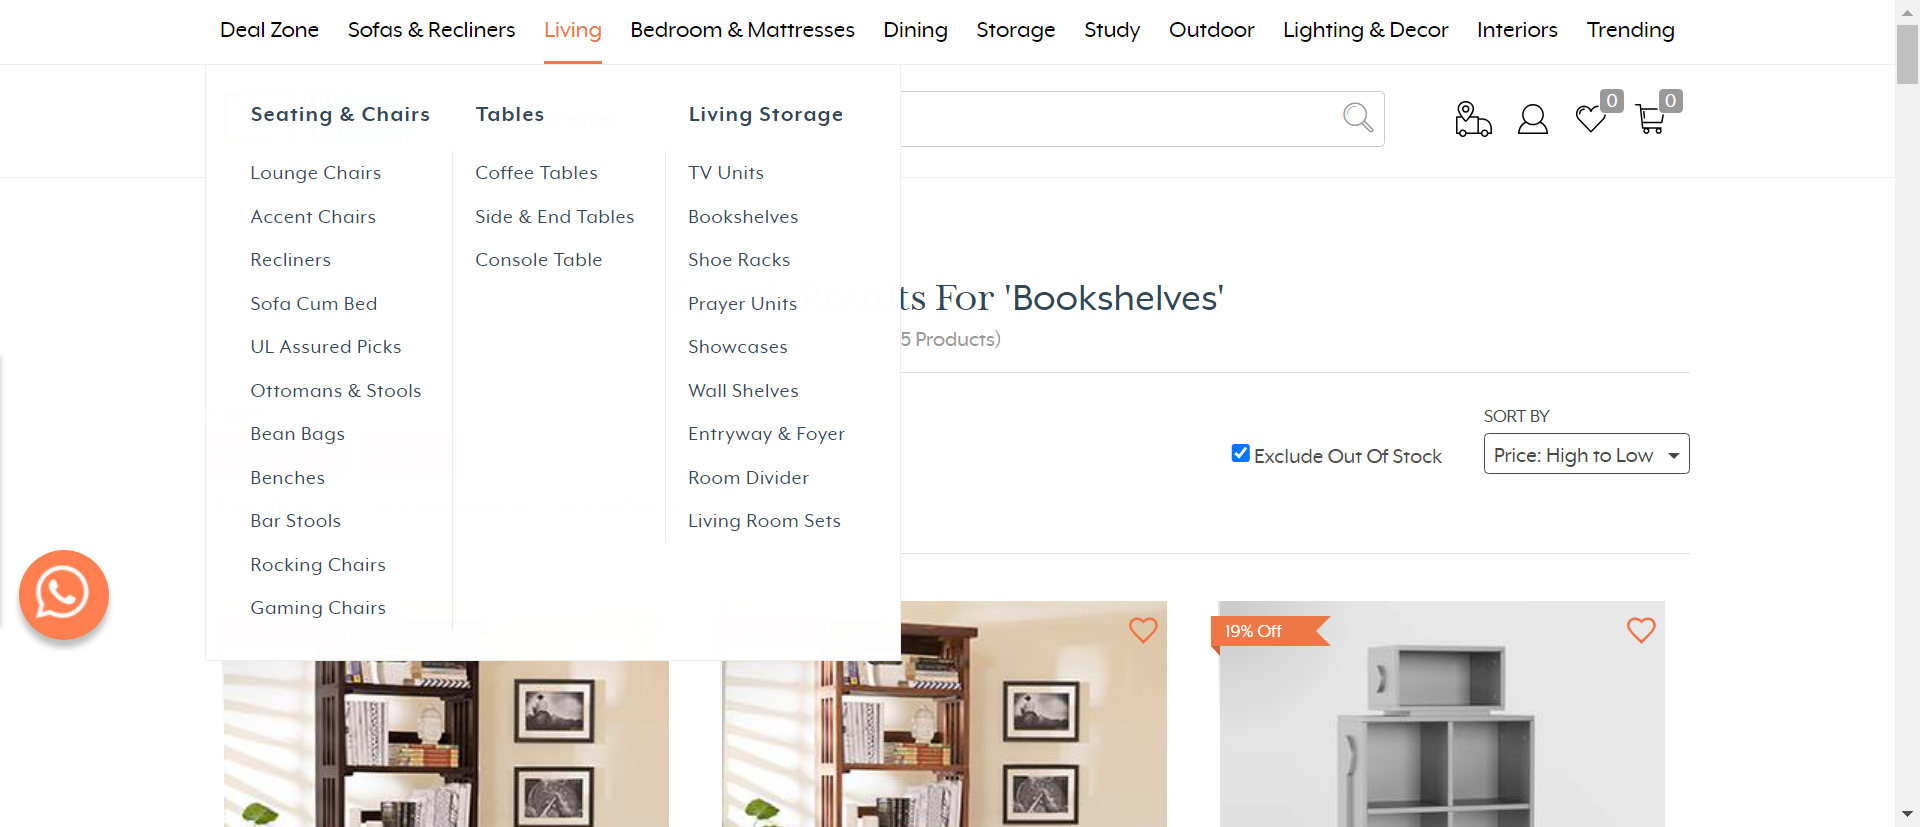 Deal Zone Sofas & Recliners Living Bedroom & Mattresses Dining Storage Study Outdoor Lighting & Decor Interiors Trending
0 0
Seating & Chairs
Lounge Chairs
Accent Chairs
Recliners
Sofa Cum Bed
UL Assured Picks
Ottomans & Stools
Bean Bags
Benches
Bar Stools
Rocking Chairs
Gaming Chairs
Tables
Coffee Tables
Side & End Tables
Console Table
Living Storage
TV Units
Bookshelves
Shoe Racks
Prayer Units
Showcases
Wall Shelves
Entryway & Foyer
Room Divider
Living Room Sets
ts For 'Bookshelves'
5 Products)
SORT BY
Exclude Out Of Stock
Price: High to Low
19% Off